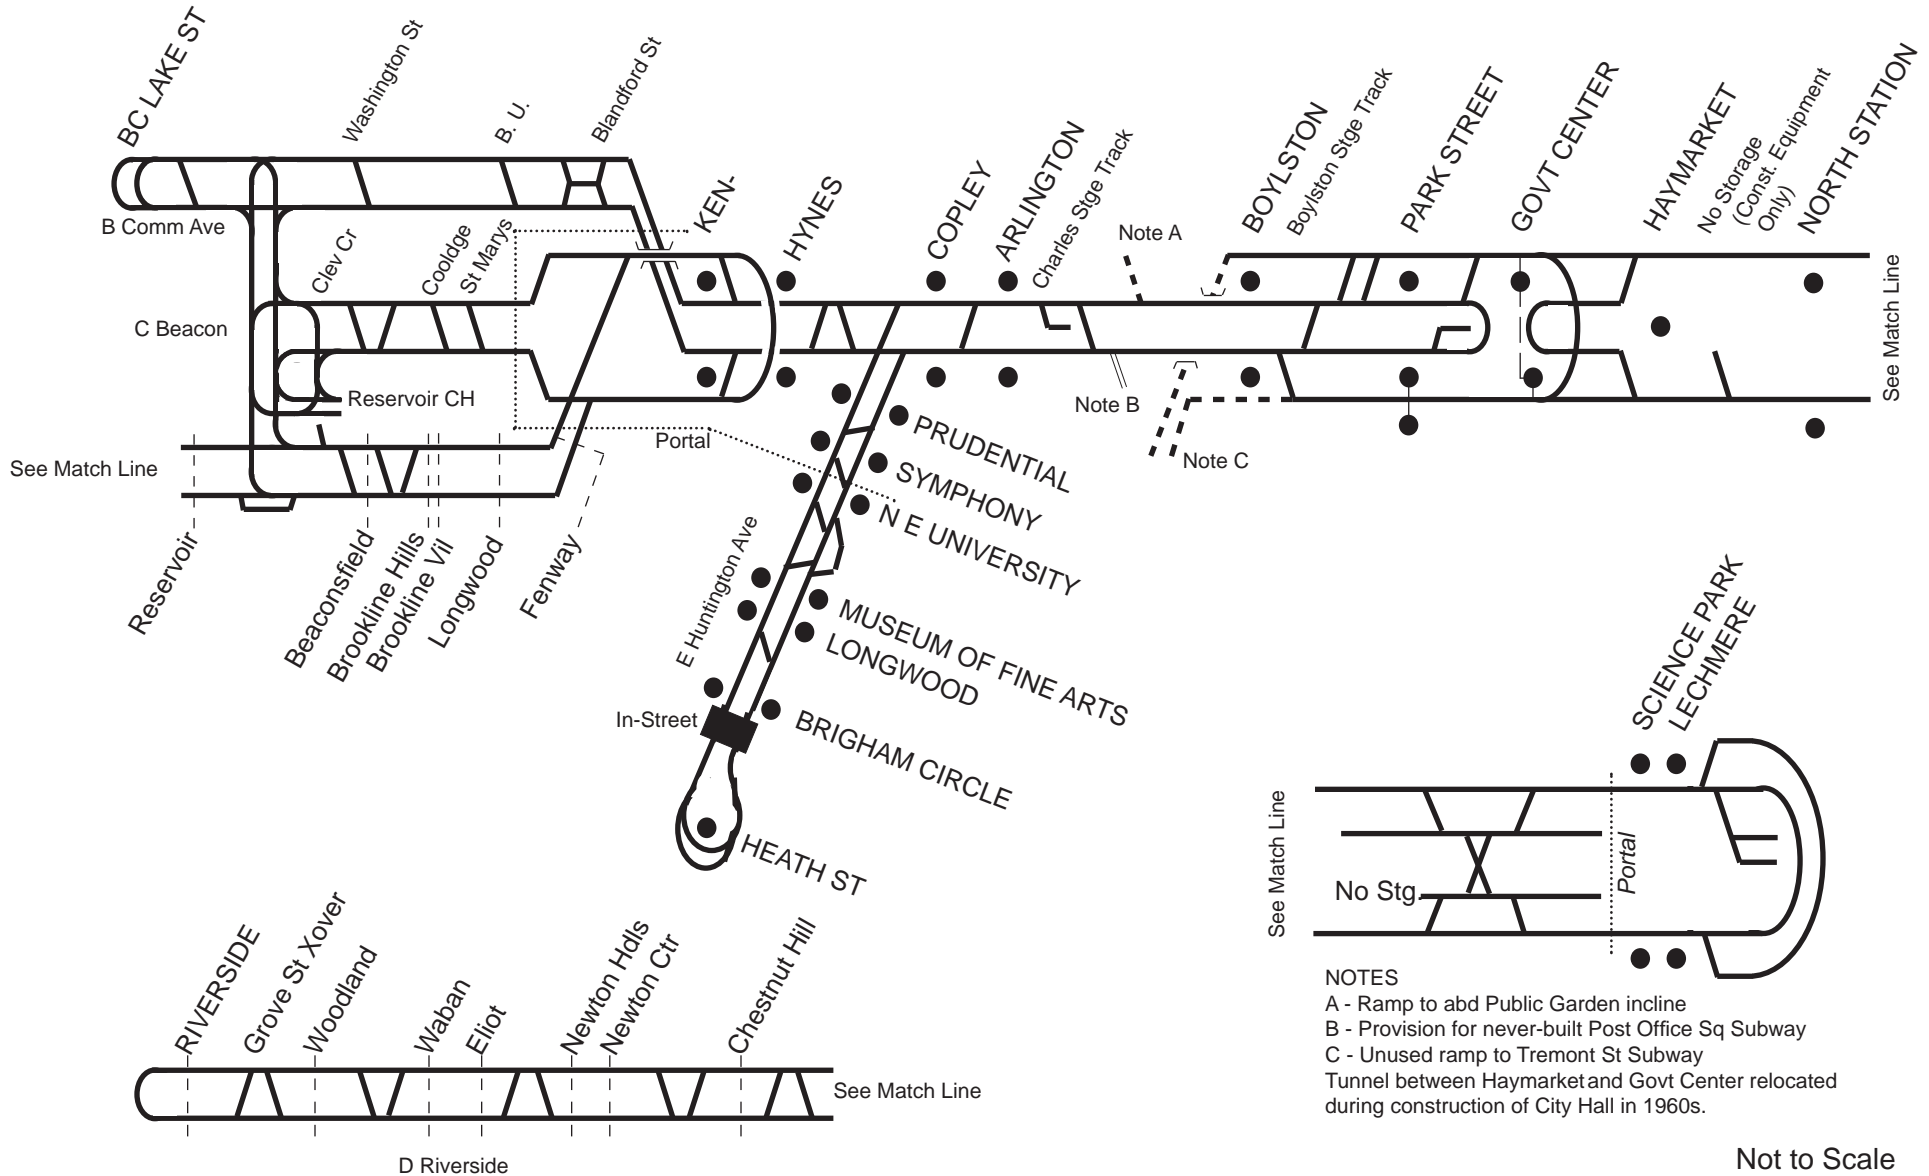 BC LAKE ST
Washington St
B. U.
Blandford St
KEN-
HYNES
COPLEY
ARLINGTON
Charles Stge Track
Note A
BOYLSTON
Boylston Stge Track
PARK STREET
GOVT CENTER
HAYMARKET
No Storage
(Const. Equipment
Only)
NORTH STATION
B Comm Ave
Clev Cr
Cooldge
St Marys
C Beacon
Reservoir CH
See Match Line
See Match Line
Portal
Note B
Note C
Reservoir
Beaconsfield
Brookline Hills
Brookline Vil
Longwood
Fenway
PRUDENTIAL
SYMPHONY
N E UNIVERSITY
E Huntington Ave
MUSEUM OF FINE ARTS
LONGWOOD
In-Street
BRIGHAM CIRCLE
HEATH ST
SCIENCE PARK
LECHMERE
See Match Line
No Stg.
Portal
RIVERSIDE
Grove St Xover
Woodland
Waban
Eliot
Newton Hdls
Newton Ctr
Chestnut Hill
See Match Line
D Riverside
NOTES
A - Ramp to abd Public Garden incline
B - Provision for never-built Post Office Sq Subway
C - Unused ramp to Tremont St Subway
Tunnel between Haymarket and Govt Center relocated
during construction of City Hall in 1960s.
Not to Scale